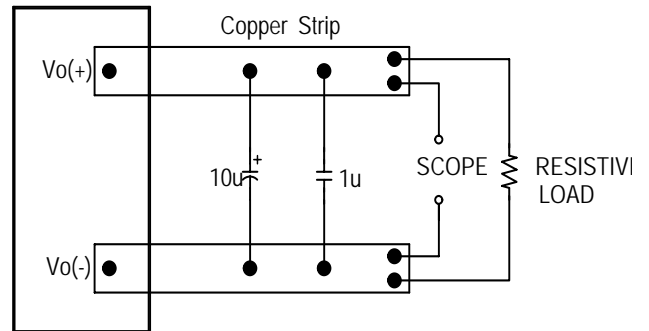 Copper Strip
Vo(+)
+
10u
1u
SCOPE
RESISTIVE
LOAD
Vo(-)